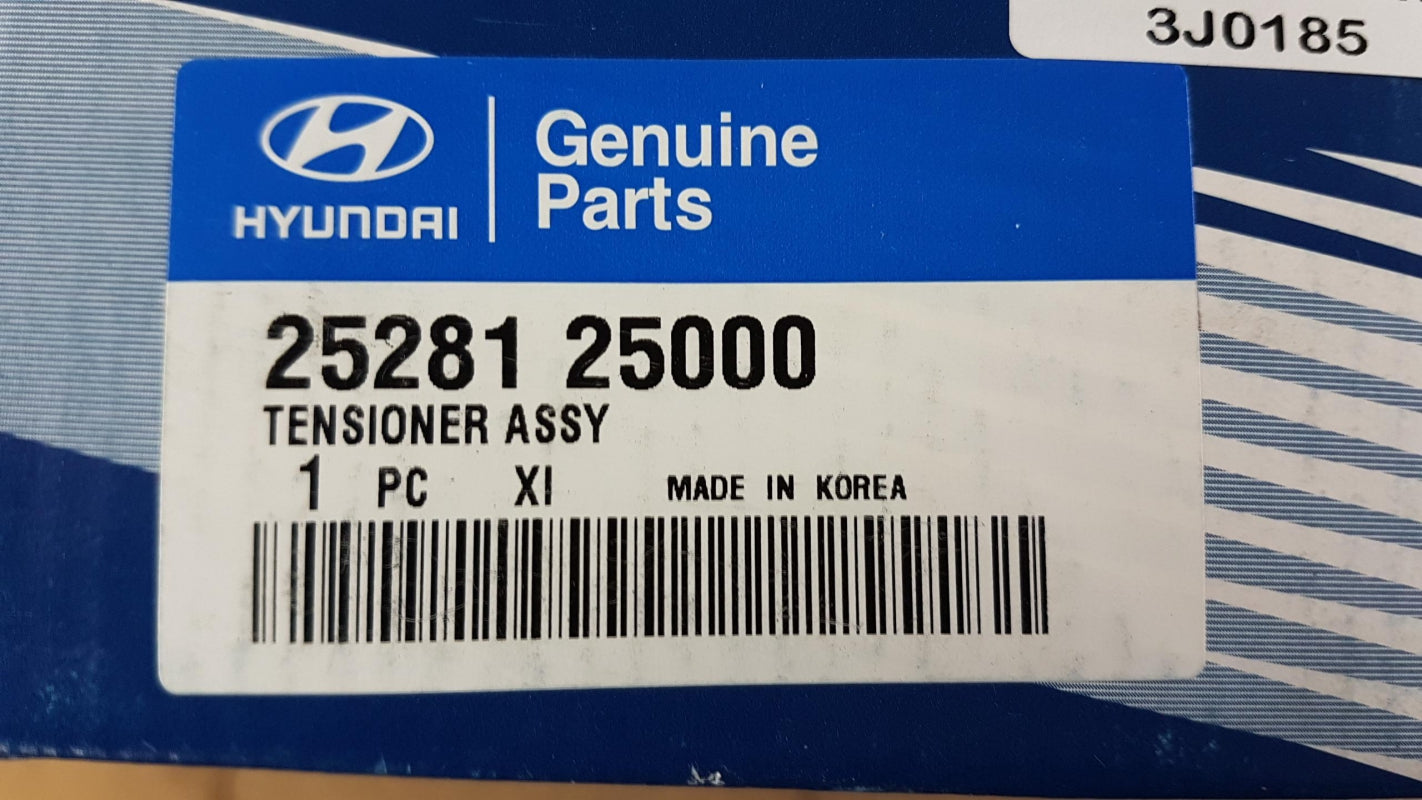 3J0185
HYUNDAI
Genuine
Parts
25281 25000
TENSIONER ASSY
1 PC XI MADE IN KOREA